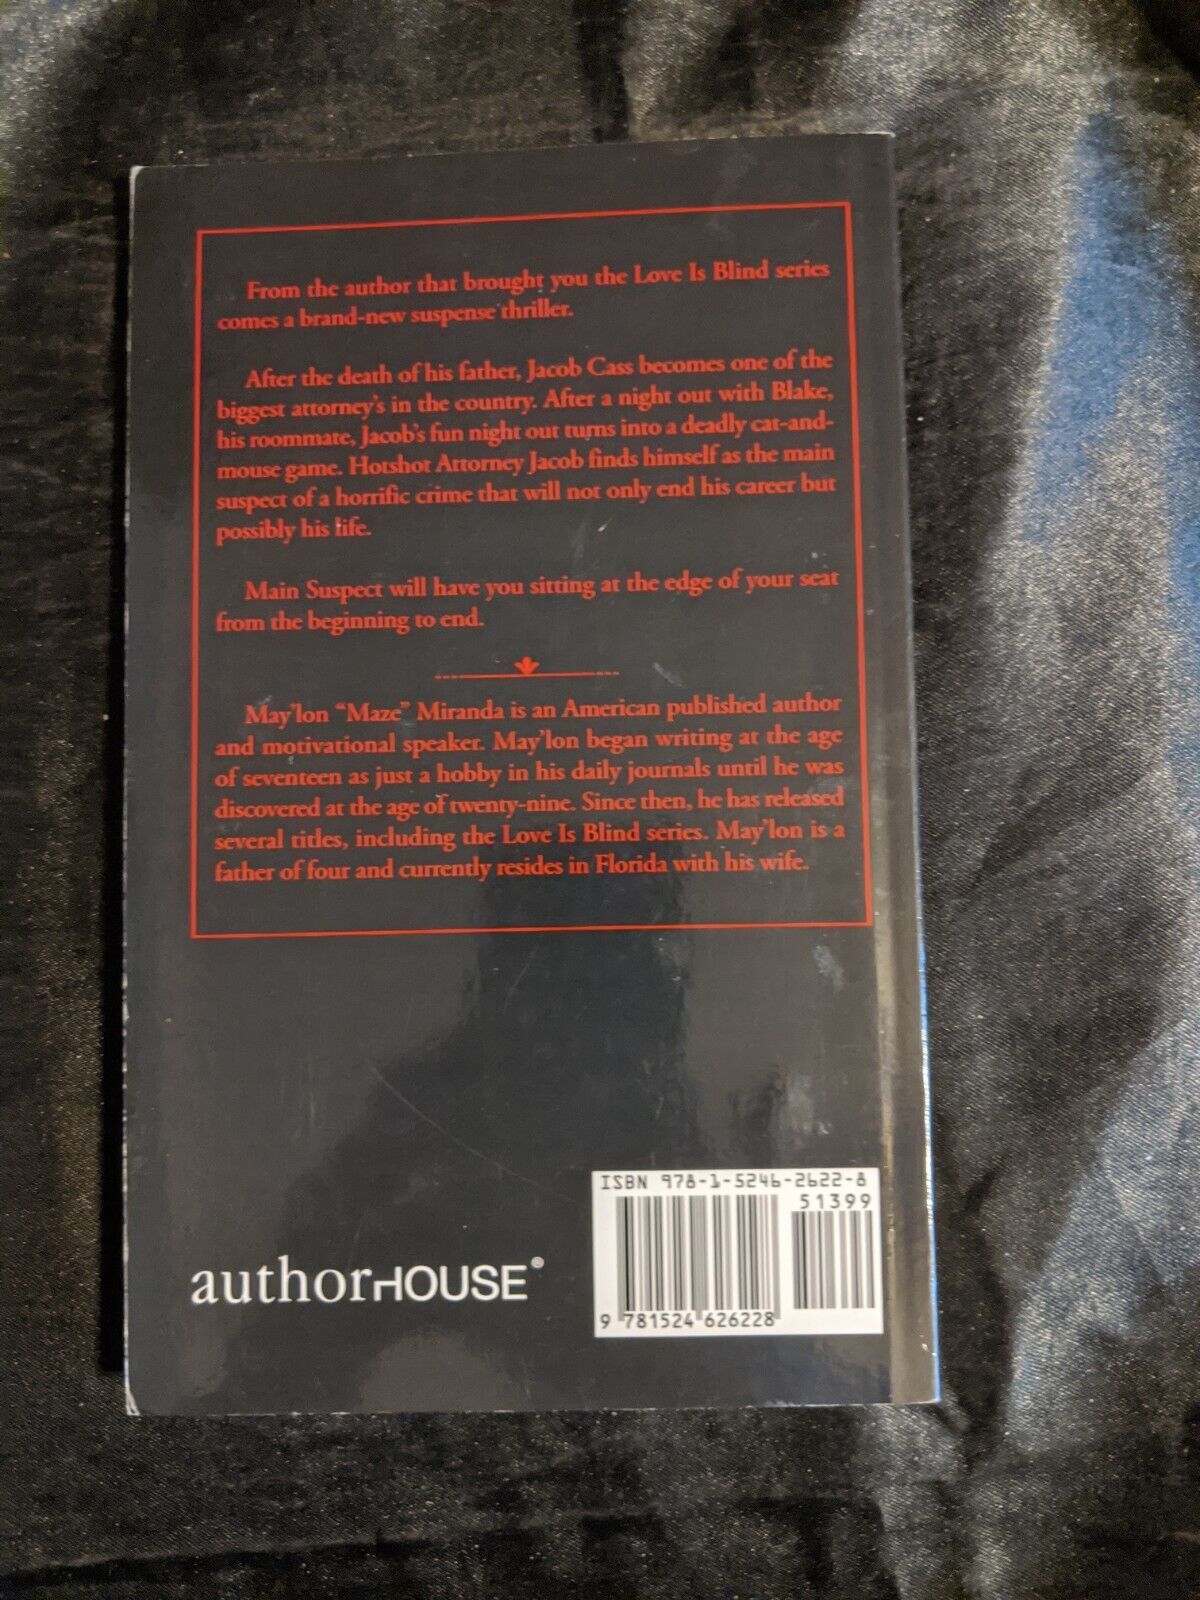 From the author that brought you the Love Is Blind series
comes a brand-new suspense thriller.
After the death of his father, Jacob Cass becomes one of the
biggest attorney's in the country. After a night out with Blake,
his roommate, Jacob's fun night out turns into a deadly cat-and-
mouse game. Hotshot Attorney Jacob finds himself as the main
suspect of a horrific crime that will not only end his career but
possibly his life.
Main Suspect will have you sitting at the edge of your seat
from the beginning to end.
May'lon "Maze" Miranda is an American published author
and motivational speaker. May'lon began writing at the age
of seventeen as just a hobby in his daily journals until he was
discovered at the age of twenty-nine. Since then, he has released
several titles, including the Love Is Blind series. May'lon is a
father of four and currently resides in Florida with his wife.
ISBN 978-1-5246-2622-8
51399
authorHOUSE®
9 781524 626228